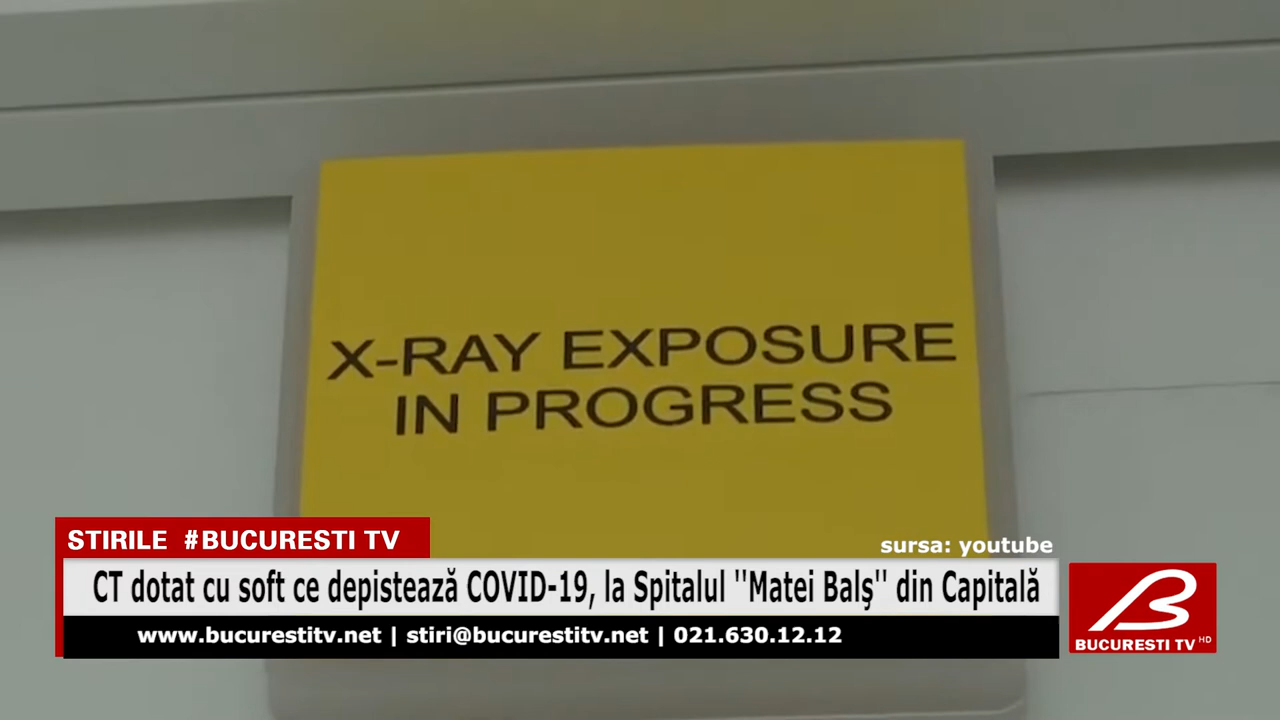 X-RAY EXPOSURE
IN PROGRESS
STIRILE #BUCURESTI TV
sursa: youtube
CT dotat cu soft ce depistează COVID-19, la Spitalul "Matei Balş" din Capitală
www.bucurestitv.net | stiri@bucurestitv.net | 021.630.12.12
BUCURESTI TV HD